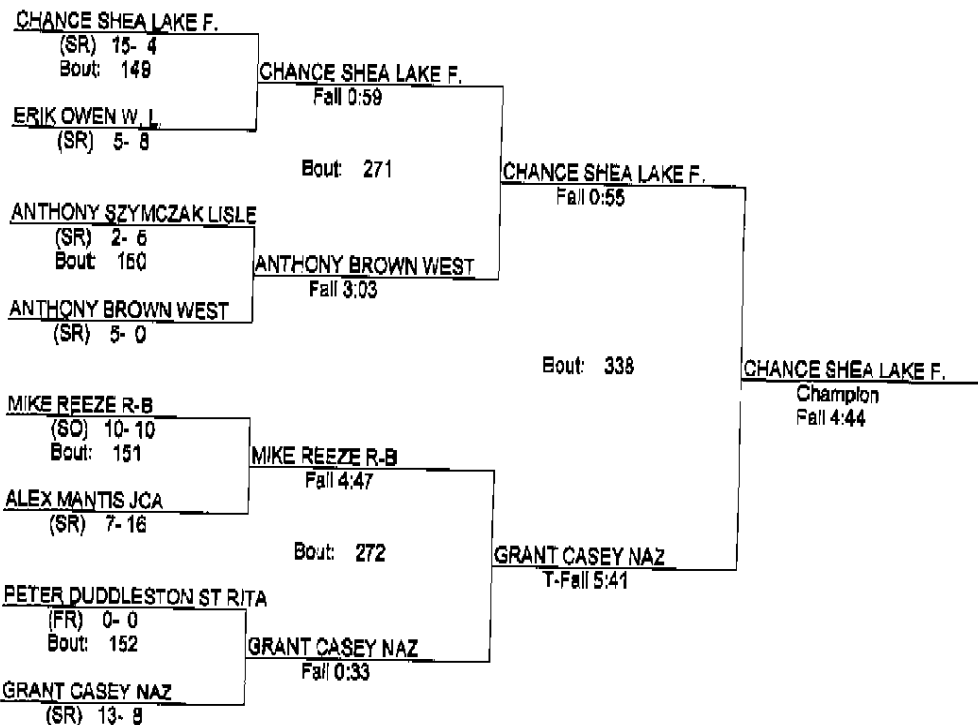 CHANCE SHEA LAKE F.
(SR) 15- 4
Bout: 149
CHANCE SHEA LAKE F.
Fall 0:59
ERIK OWEN W. L
(SR) 5- 8
Bout: 271
CHANCE SHEA LAKE F.
Fall 0:55
ANTHONY SZYMCZAK LISLE
(SR) 2- 6
Bout: 150
ANTHONY BROWN WEST
Fall 3:03
ANTHONY BROWN WEST
(SR) 5- 0
Bout: 338
CHANCE SHEA LAKE F.
Champion
Fall 4:44
MIKE REEZE R-B
(SO) 10- 10
Bout: 151
MIKE REEZE R-B
Fall 4:47
ALEX MANTIS JCA
(SR) 7- 16
Bout: 272
GRANT CASEY NAZ
T-Fall 5:41
PETER DUDDLESTON ST RITA
(FR) 0- 0
Bout: 152
GRANT CASEY NAZ
Fall 0:33
GRANT CASEY NAZ
(SR) 13- 8